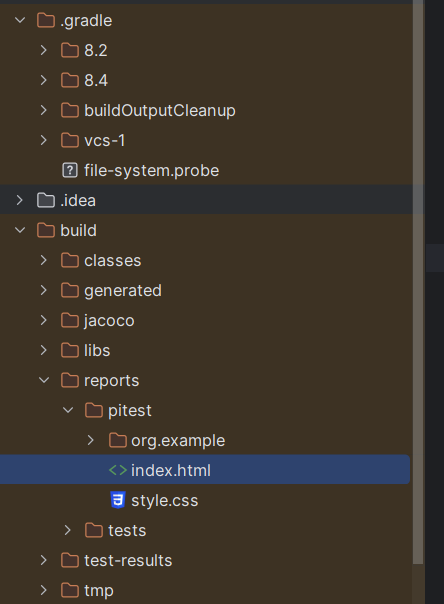 .gradle
8.2
8.4
buildOutputCleanup
vcs-1
file-system.probe
.idea
build
classes
generated
jacoco
libs
reports
pitest
org.example
index.html
style.css
tests
test-results
tmp